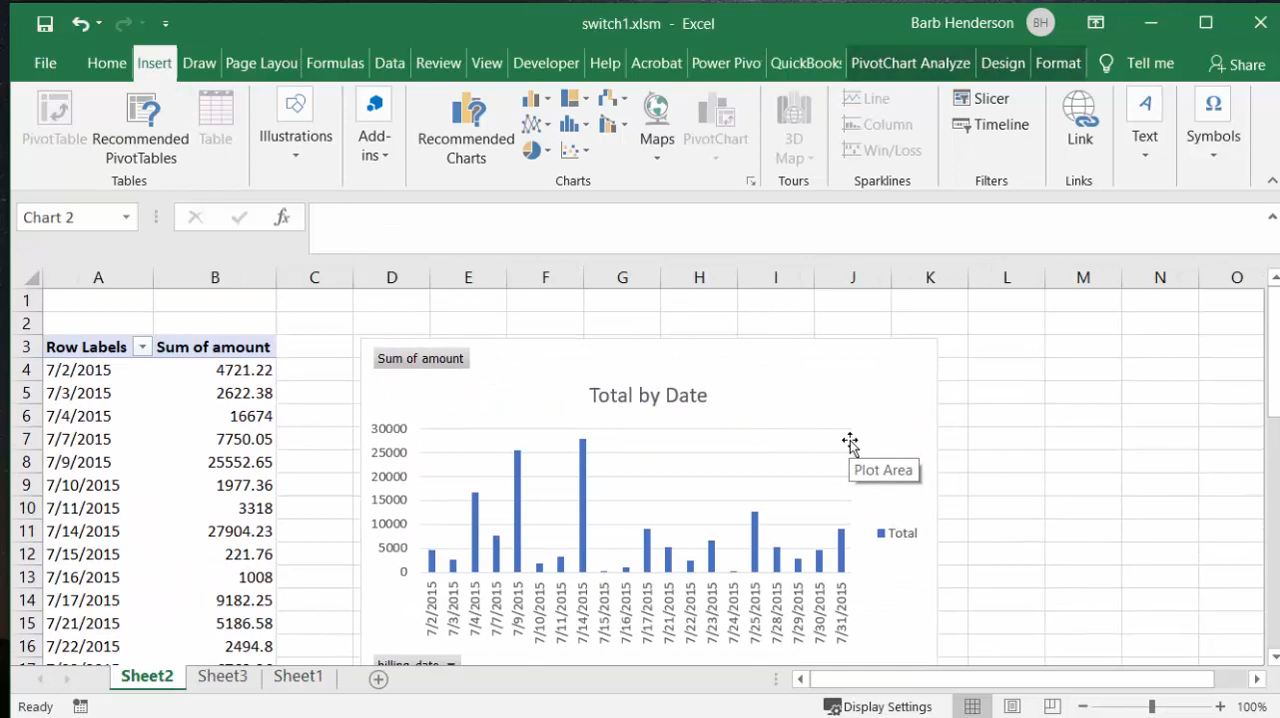 switch1.xlsm - Excel
Barb Henderson
BH
File Home Insert Draw Page Layou Formulas Data Review View Developer Help Acrobat Power Pivo QuickBook PivotChart Analyze Design Format Tell me Share
PivotTable
Recommended
PivotTables
Table
Tables
Illustrations
Add-
ins
Recommended
Charts
Maps
PivotChart
Charts
3D
Map
Tours
Line
Column
Win/Loss
Sparklines
Slicer
Timeline
Filters
Link
Links
Text
Symbols
Chart 2
fx
A B C D E F G H I J K L M N O
1
2
3 Row Labels Sum of amount
4 7/2/2015 4721.22
5 7/3/2015 2622.38
6 7/4/2015 16674
7 7/7/2015 7750.05
8 7/9/2015 25552.65
9 7/10/2015 1977.36
10 7/11/2015 3318
11 7/14/2015 27904.23
12 7/15/2015 221.76
13 7/16/2015 1008
14 7/17/2015 9182.25
15 7/21/2015 5186.58
16 7/22/2015 2494.8
Sum of amount
Total by Date
30000
25000
20000
15000
10000
5000
0
7/2/2015
7/3/2015
7/4/2015
7/7/2015
7/9/2015
7/10/2015
7/11/2015
7/14/2015
7/15/2015
7/16/2015
7/17/2015
7/21/2015
7/22/2015
7/23/2015
7/24/2015
7/25/2015
7/28/2015
7/29/2015
7/30/2015
7/31/2015
Total
Plot Area
billing_date
Sheet2 Sheet3 Sheet1
Ready
Display Settings
100%